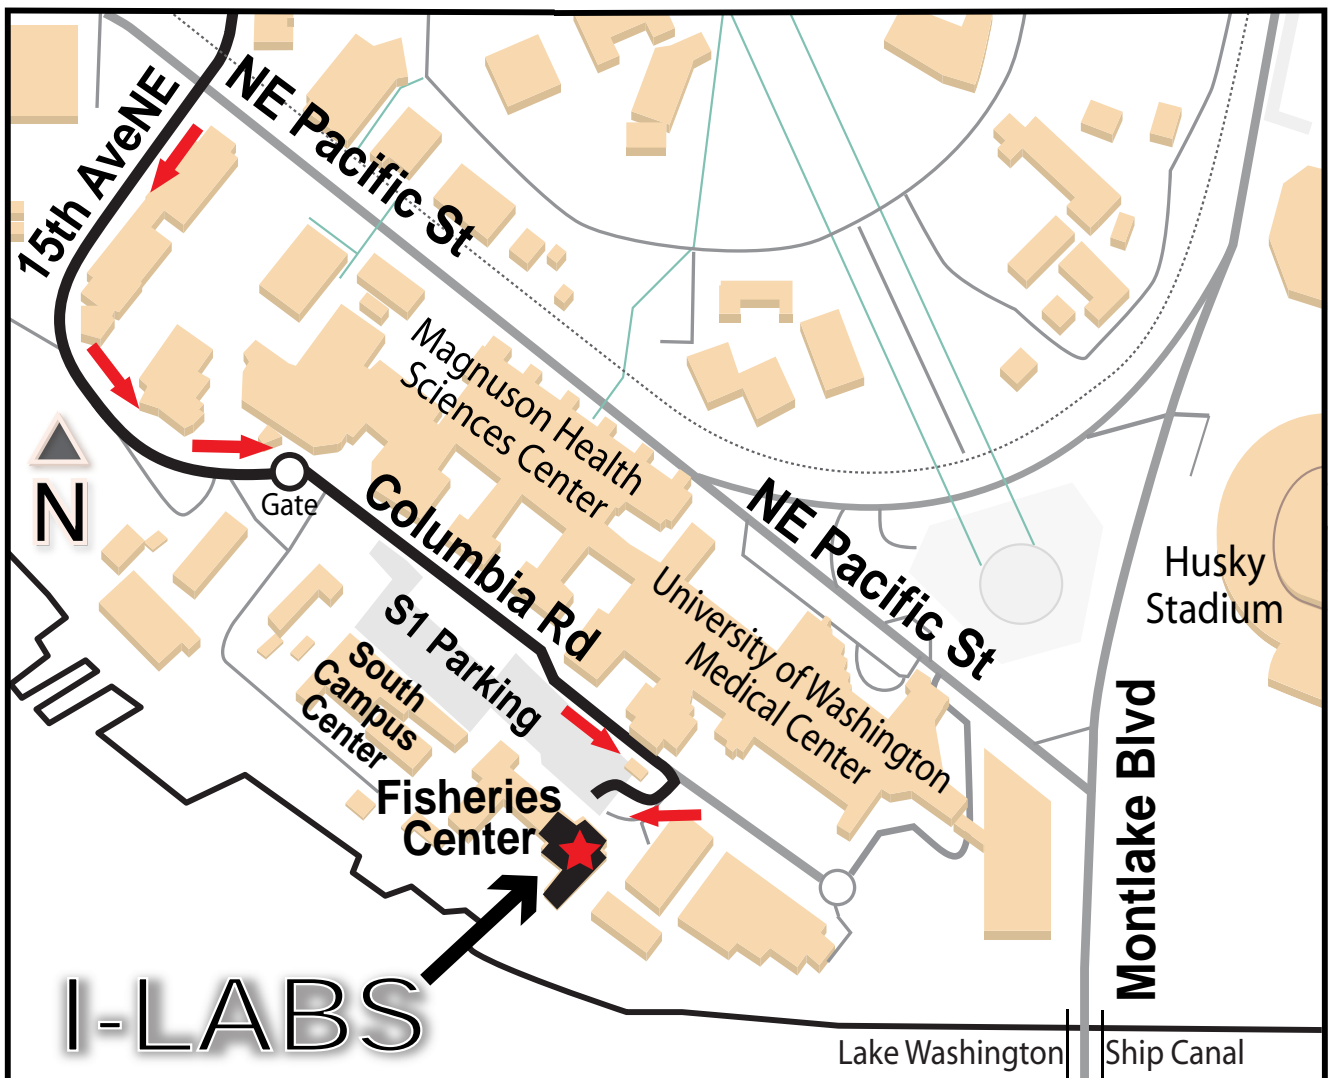 NE Pacific St
15th AveNE
Magnuson Health
Sciences Center
N
Gate
Columbia Rd
NE Pacific St
Husky
Stadium
S1 Parking
University of Washington
Medical Center
South
Campus
Center
Fisheries
Center
Montlake Blvd
I-LABS
Lake Washington
Ship Canal